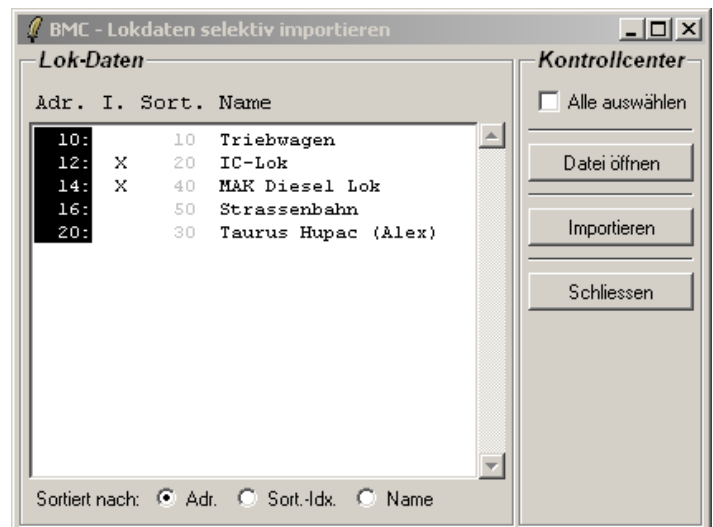 BMC - Lokdaten selektiv importieren
Lok-Daten
Adr. I. Sort. Name
10: 10 Triebwagen
12: X 20 IC-Lok
14: X 40 MAK Diesel Lok
16: 50 Strassenbahn
20: 30 Taurus Hupac (Alex)
Sortiert nach: Adr. Sort.-Idx. Name
Kontrollcenter
Alle auswählen
Datei öffnen
Importieren
Schliessen